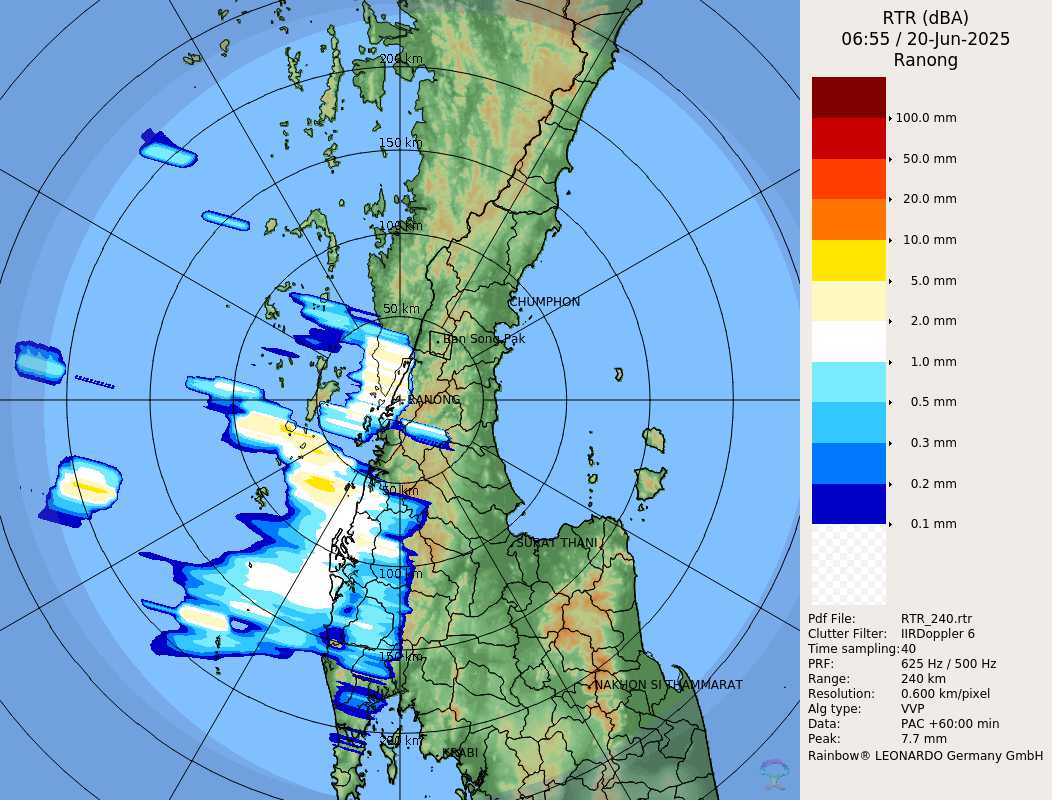 RTR (dBA)
06:55 / 20-Jun-2025
Ranong
200 km
150 km
100 km
50 km
CHUMPHON
Ban Song Pak
RANONG
50 km
SURAT THANI
100 km
150 km
NAKHON SI THAMMARAT
200 km
KRABI
100.0 mm
50.0 mm
20.0 mm
10.0 mm
5.0 mm
2.0 mm
1.0 mm
0.5 mm
0.3 mm
0.2 mm
0.1 mm
Pdf File: RTR_240.rtr
Clutter Filter: IIRDoppler 6
Time sampling:40
PRF: 625 Hz / 500 Hz
Range: 240 km
Resolution: 0.600 km/pixel
Alg type: VVP
Data: PAC +60:00 min
Peak: 7.7 mm
Rainbow® LEONARDO Germany GmbH